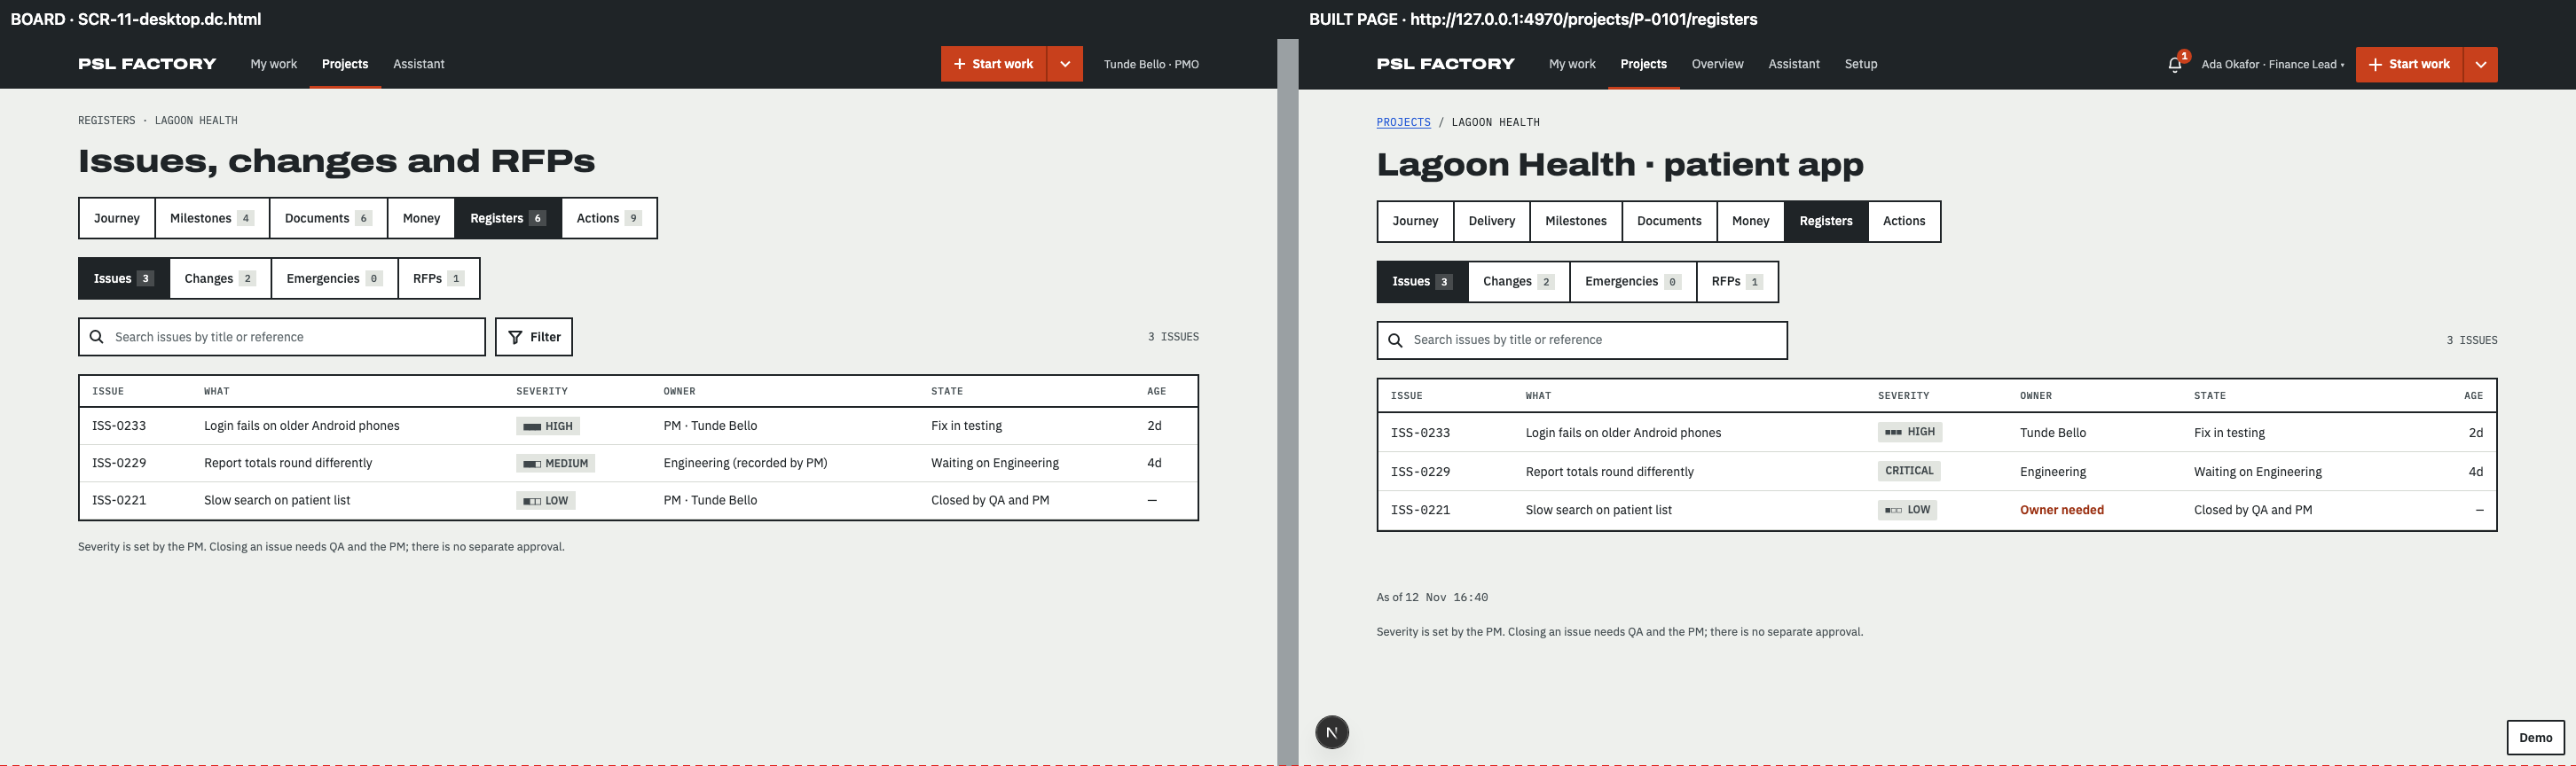 BOARD · SCR-11-desktop.dc.html
PSL FACTORY My work Projects Assistant + Start work Tunde Bello · PMO
REGISTERS · LAGOON HEALTH
Issues, changes and RFPs
Journey Milestones 4 Documents 6 Money Registers 6 Actions 9
Issues 3 Changes 2 Emergencies 0 RFPs 1
Search issues by title or reference Filter 3 ISSUES
ISSUE WHAT SEVERITY OWNER STATE AGE
ISS-0233 Login fails on older Android phones HIGH PM · Tunde Bello Fix in testing 2d
ISS-0229 Report totals round differently MEDIUM Engineering (recorded by PM) Waiting on Engineering 4d
ISS-0221 Slow search on patient list LOW PM · Tunde Bello Closed by QA and PM —
Severity is set by the PM. Closing an issue needs QA and the PM; there is no separate approval.
BUILT PAGE · http://127.0.0.1:4970/projects/P-0101/registers
PSL FACTORY My work Projects Overview Assistant Setup 1 Ada Okafor · Finance Lead + Start work
PROJECTS / LAGOON HEALTH
Lagoon Health · patient app
Journey Delivery Milestones Documents Money Registers Actions
Issues 3 Changes 2 Emergencies 0 RFPs 1
Search issues by title or reference 3 ISSUES
ISSUE WHAT SEVERITY OWNER STATE AGE
ISS-0233 Login fails on older Android phones HIGH Tunde Bello Fix in testing 2d
ISS-0229 Report totals round differently CRITICAL Engineering Waiting on Engineering 4d
ISS-0221 Slow search on patient list LOW Owner needed Closed by QA and PM —
As of 12 Nov 16:40
Severity is set by the PM. Closing an issue needs QA and the PM; there is no separate approval.
N
Demo